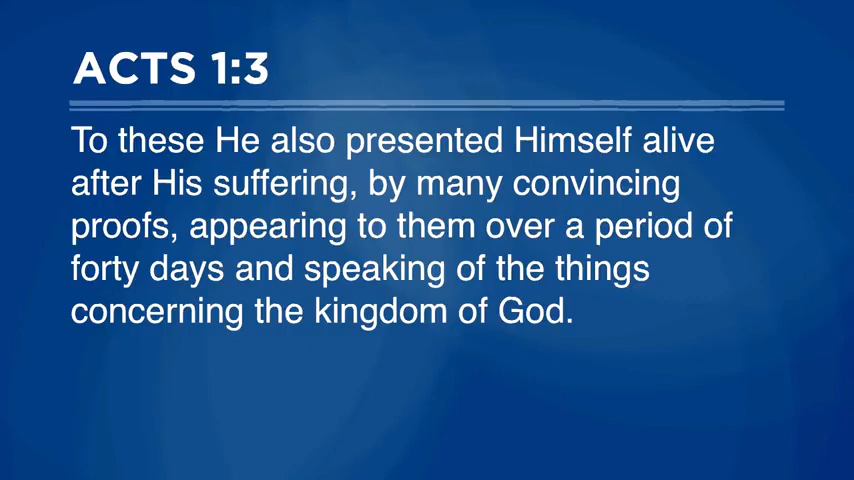 ACTS 1:3
To these He also presented Himself alive
after His suffering, by many convincing
proofs, appearing to them over a period of
forty days and speaking of the things
concerning the kingdom of God.